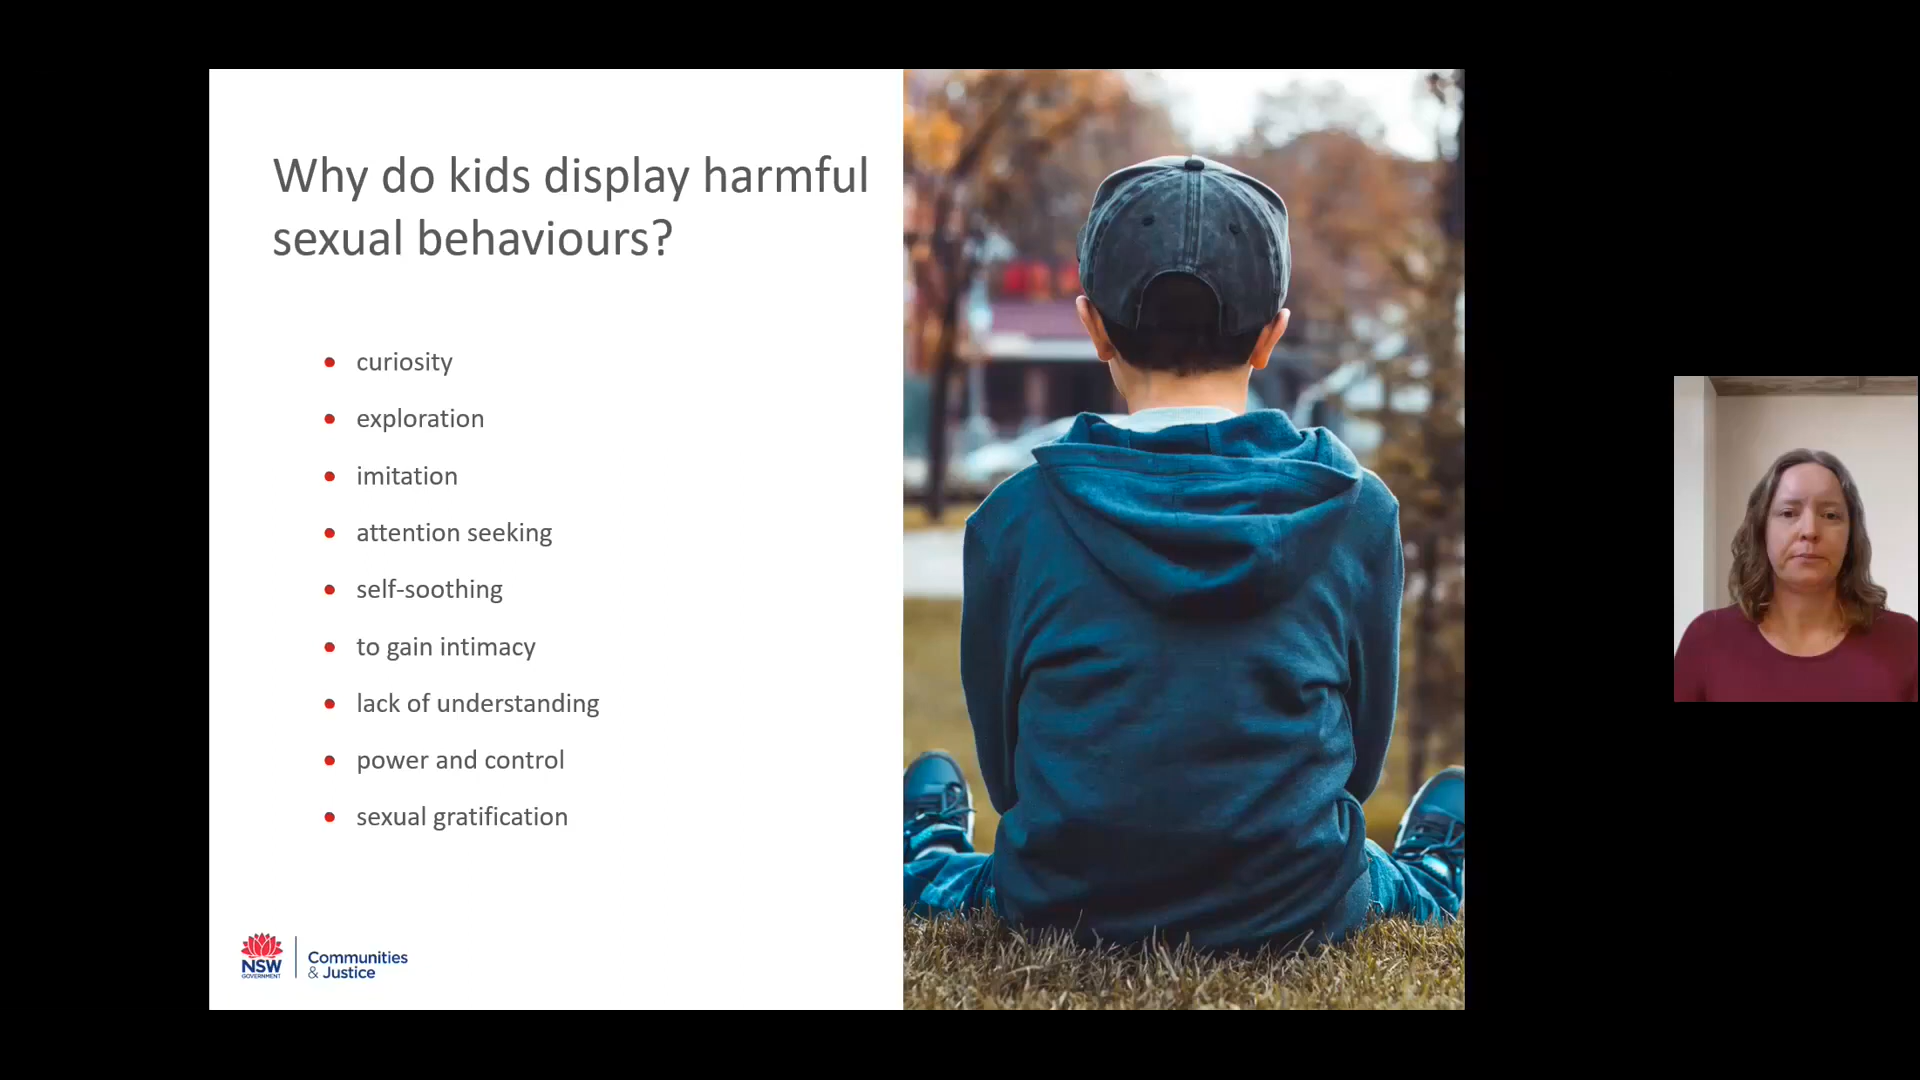 Why do kids display harmful
sexual behaviours?
• curiosity
• exploration
• imitation
• attention seeking
• self-soothing
• to gain intimacy
• lack of understanding
• power and control
• sexual gratification
NSW
GOVERNMENT
Communities
& Justice